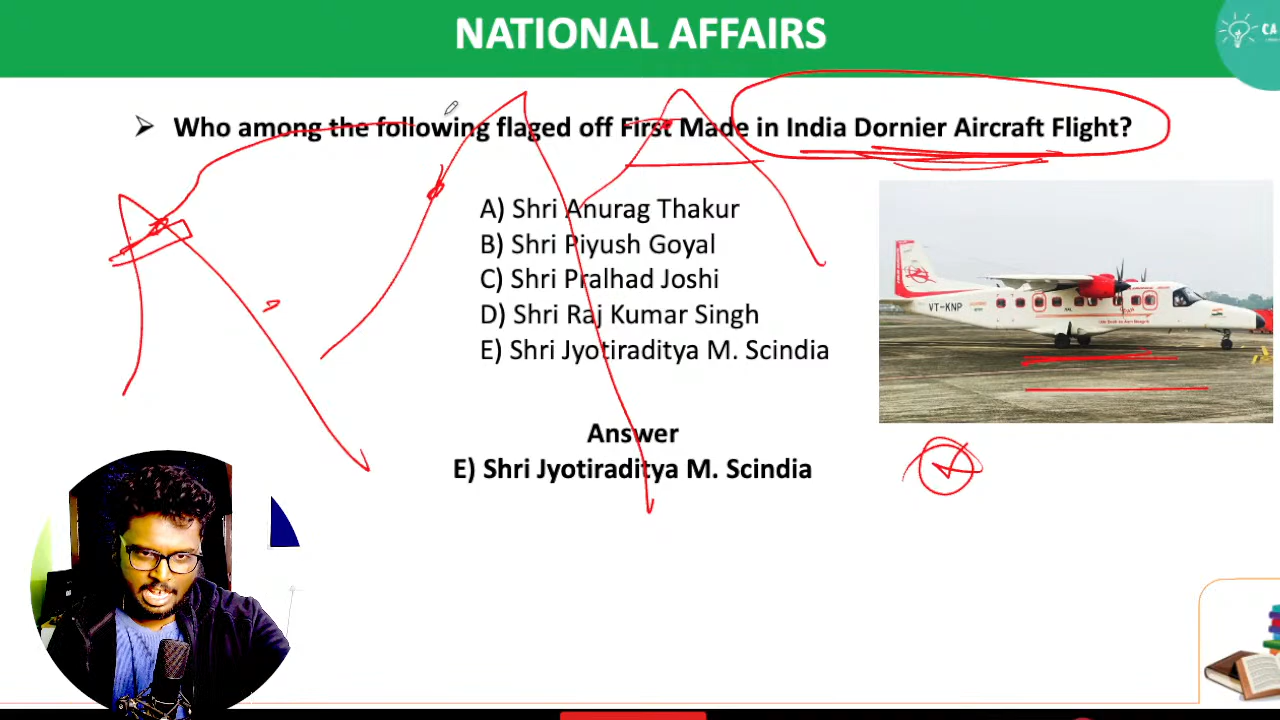 NATIONAL AFFAIRS
CA
➢ Who among the following flaged off First Made in India Dornier Aircraft Flight?
A) Shri Anurag Thakur
B) Shri Piyush Goyal
C) Shri Pralhad Joshi
D) Shri Raj Kumar Singh
E) Shri Jyotiraditya M. Scindia
VT-KNP
Answer
E) Shri Jyotiraditya M. Scindia